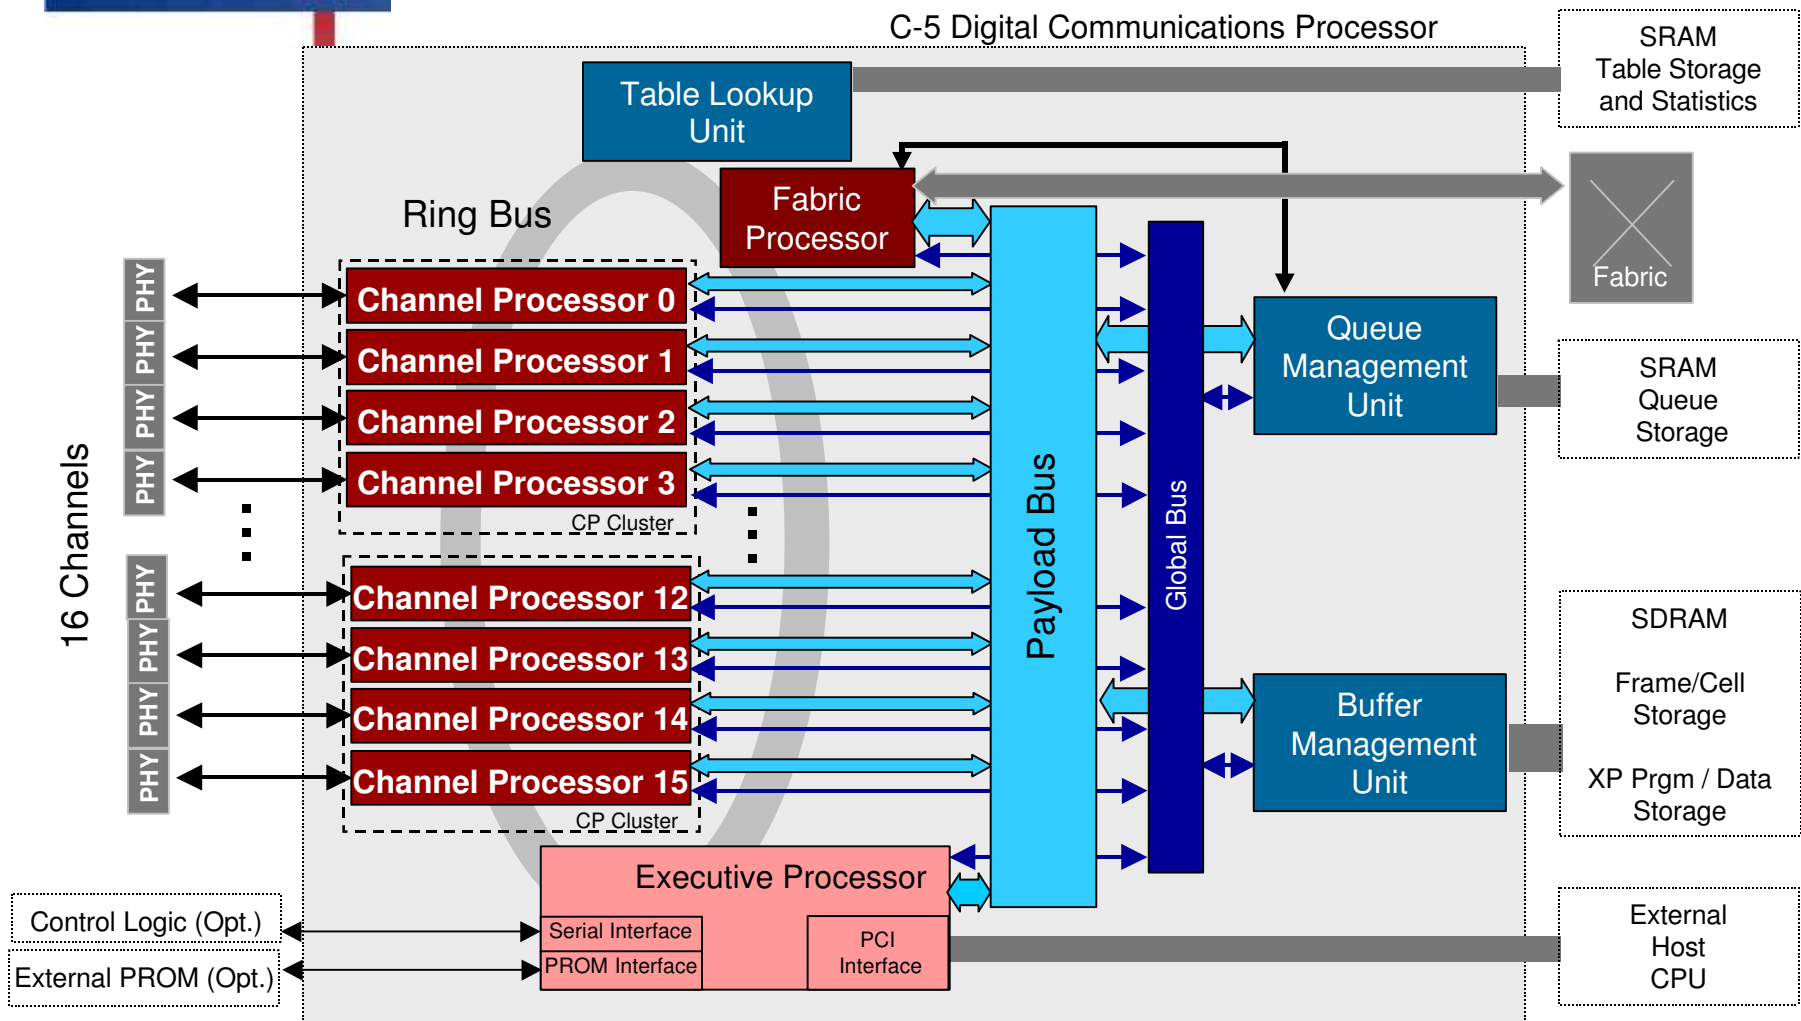 C-5 Digital Communications Processor
SRAM
Table Storage
and Statistics
Table Lookup
Unit
Fabric
Processor
Fabric
Ring Bus
16 Channels
PHY
PHY
PHY
PHY
PHY
PHY
PHY
PHY
Channel Processor 0
Channel Processor 1
Channel Processor 2
Channel Processor 3
CP Cluster
Channel Processor 12
Channel Processor 13
Channel Processor 14
Channel Processor 15
CP Cluster
Payload Bus
Global Bus
Queue
Management
Unit
SRAM
Queue
Storage
Buffer
Management
Unit
SDRAM
Frame/Cell
Storage
XP Prgm / Data
Storage
Executive Processor
Serial Interface
PROM Interface
PCI
Interface
Control Logic (Opt.)
External PROM (Opt.)
External
Host
CPU